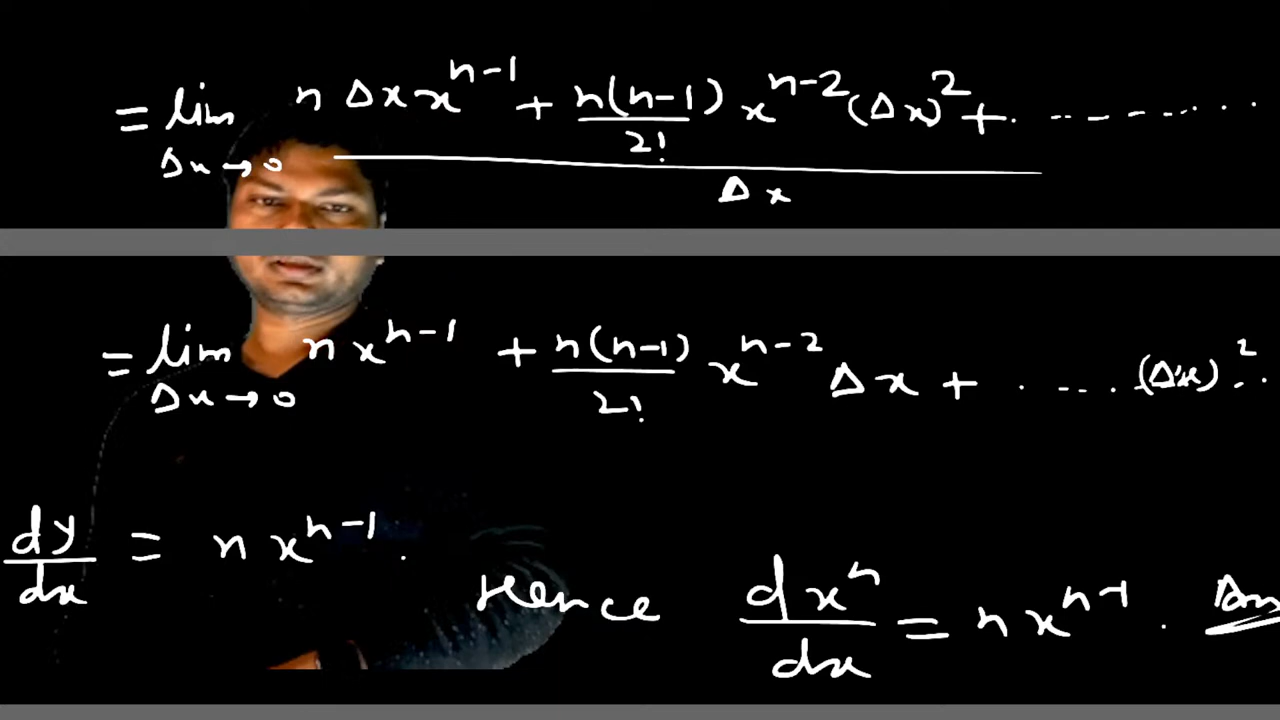 = lim Δx→0 (n Δx x^(n-1) + n(n-1)/2! x^(n-2) (Δx)^2 + ..........) / Δx
= lim Δx→0 n x^(n-1) + n(n-1)/2! x^(n-2) Δx + ........ (Δx)^2 ...
dy/dx = n x^(n-1).
Hence dx^n/dx = n x^(n-1). Ans